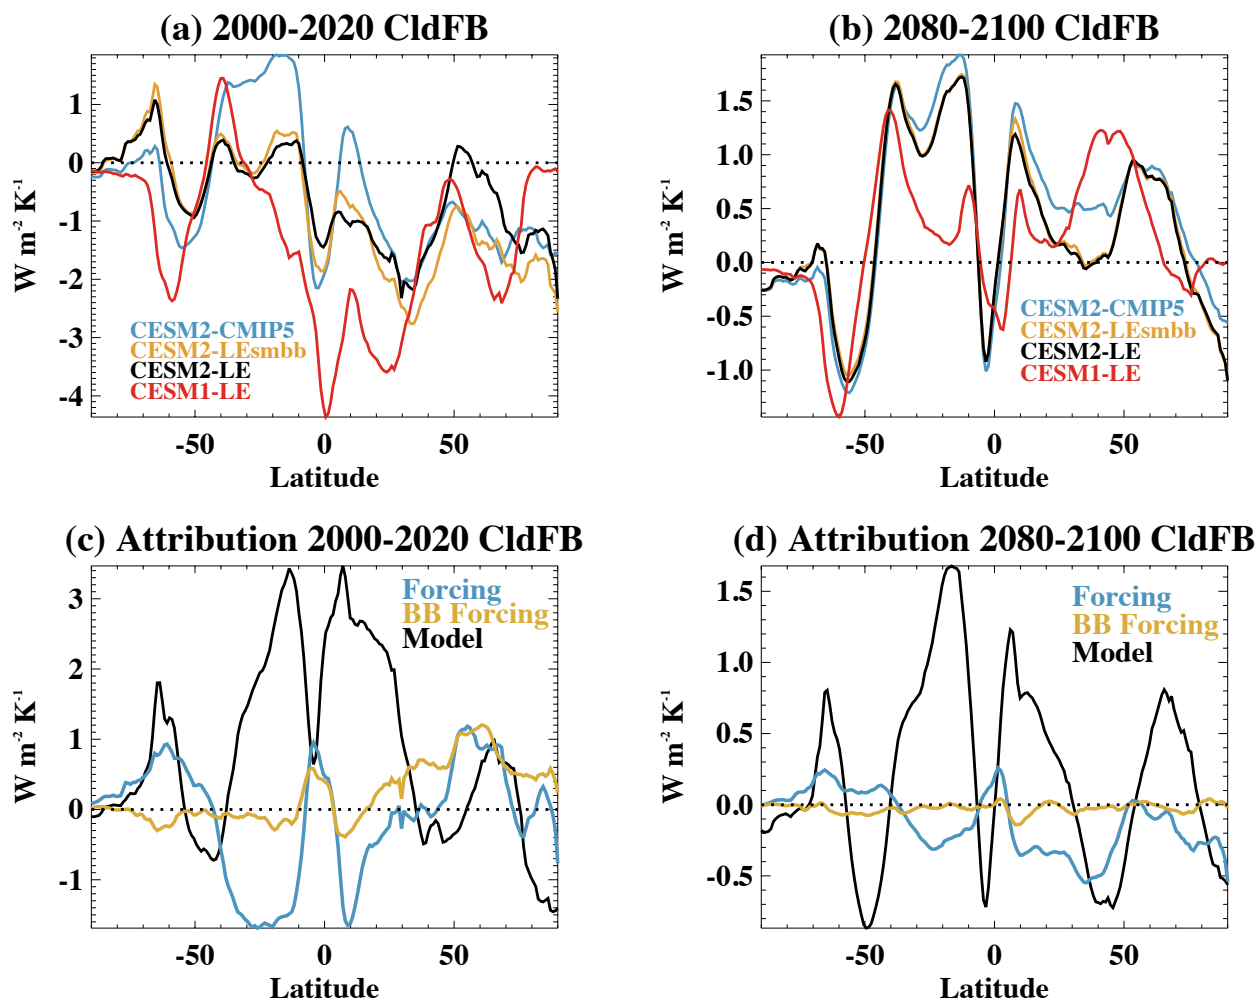 (a) 2000-2020 CldFB
W m-2 K-1
1
0
-1
-2
-3
-4
CESM2-CMIP5
CESM2-LEsmbb
CESM2-LE
CESM1-LE
-50 0 50
Latitude
(b) 2080-2100 CldFB
W m-2 K-1
1.5
1.0
0.5
0.0
-0.5
-1.0
CESM2-CMIP5
CESM2-LEsmbb
CESM2-LE
CESM1-LE
-50 0 50
Latitude
(c) Attribution 2000-2020 CldFB
W m-2 K-1
3
2
1
0
-1
Forcing
BB Forcing
Model
-50 0 50
Latitude
(d) Attribution 2080-2100 CldFB
W m-2 K-1
1.5
1.0
0.5
0.0
-0.5
Forcing
BB Forcing
Model
-50 0 50
Latitude